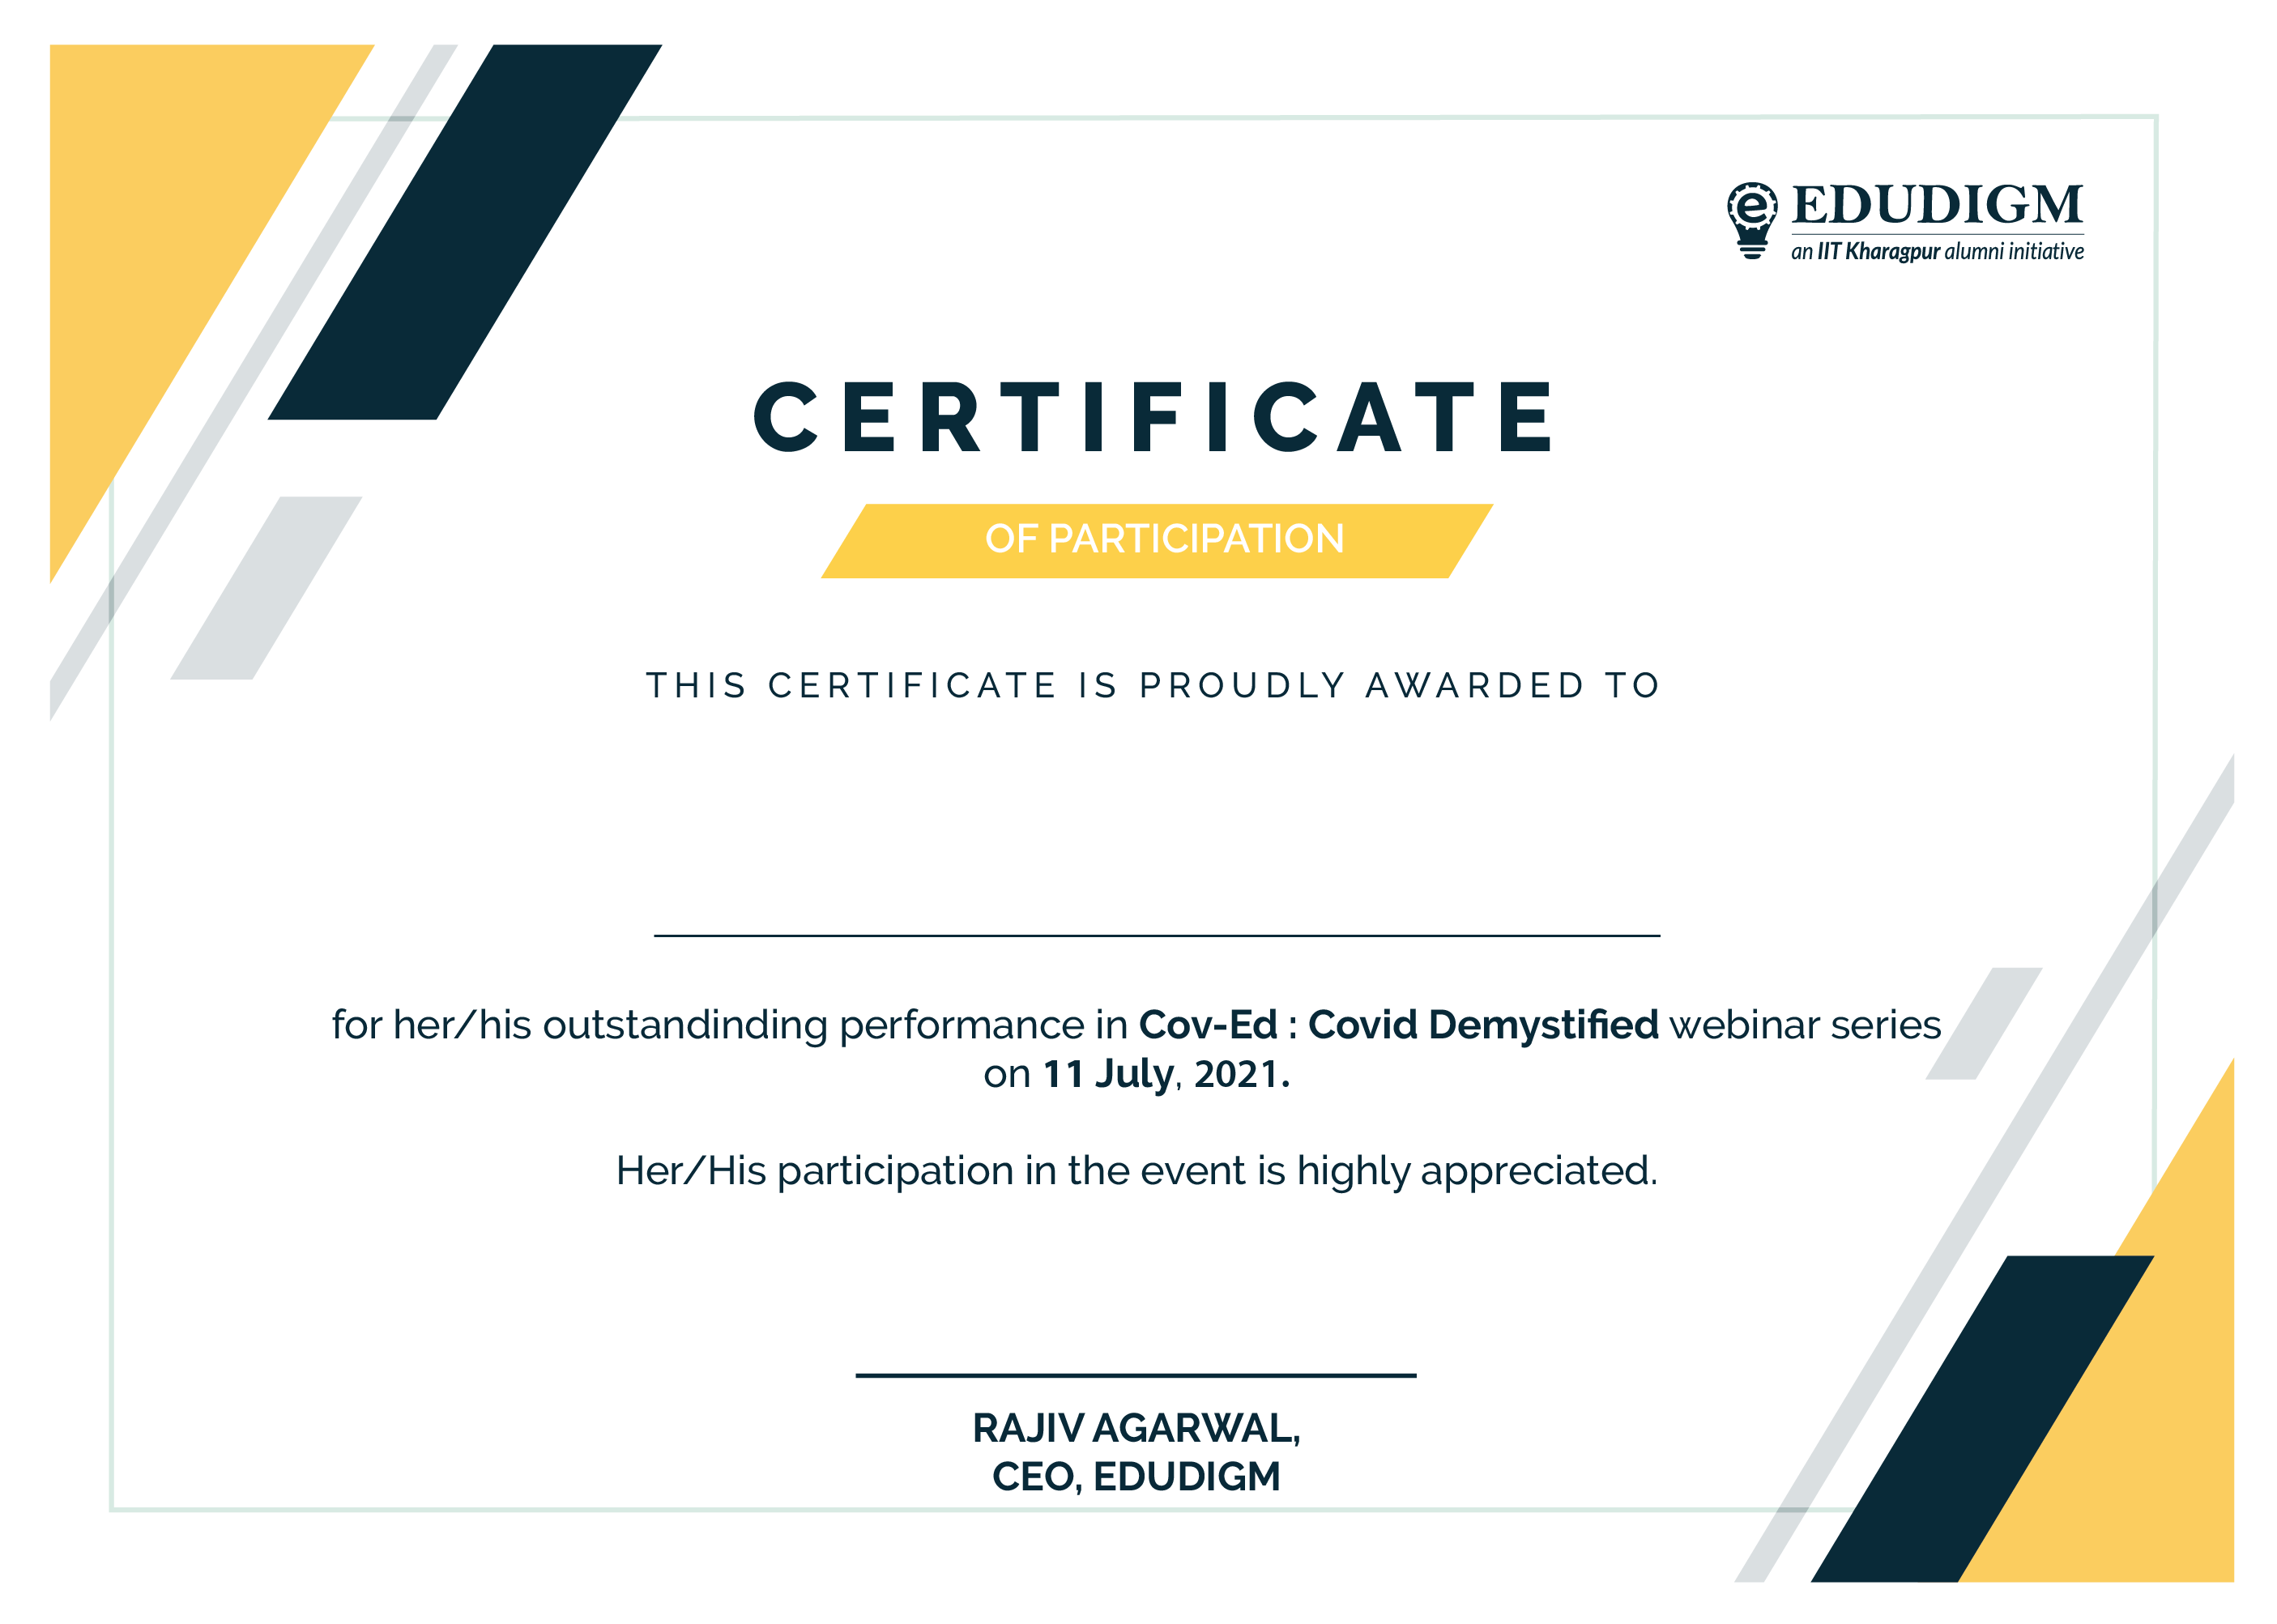 EDUDIGM
an IIT Kharagpur alumni initiative
CERTIFICATE
OF PARTICIPATION
THIS CERTIFICATE IS PROUDLY AWARDED TO
for her/his outstandinding performance in Cov-Ed : Covid Demystified webinar series
on 11 July, 2021.
Her/His participation in the event is highly appreciated.
RAJIV AGARWAL,
CEO, EDUDIGM